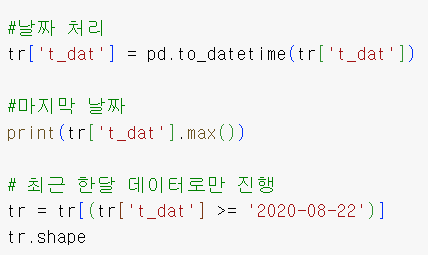 #날짜 처리
tr['t_dat'] = pd.to_datetime(tr['t_dat'])
#마지막 날짜
print(tr['t_dat'].max())
# 최근 한달 데이터로만 진행
tr = tr[(tr['t_dat'] >= '2020-08-22')]
tr.shape